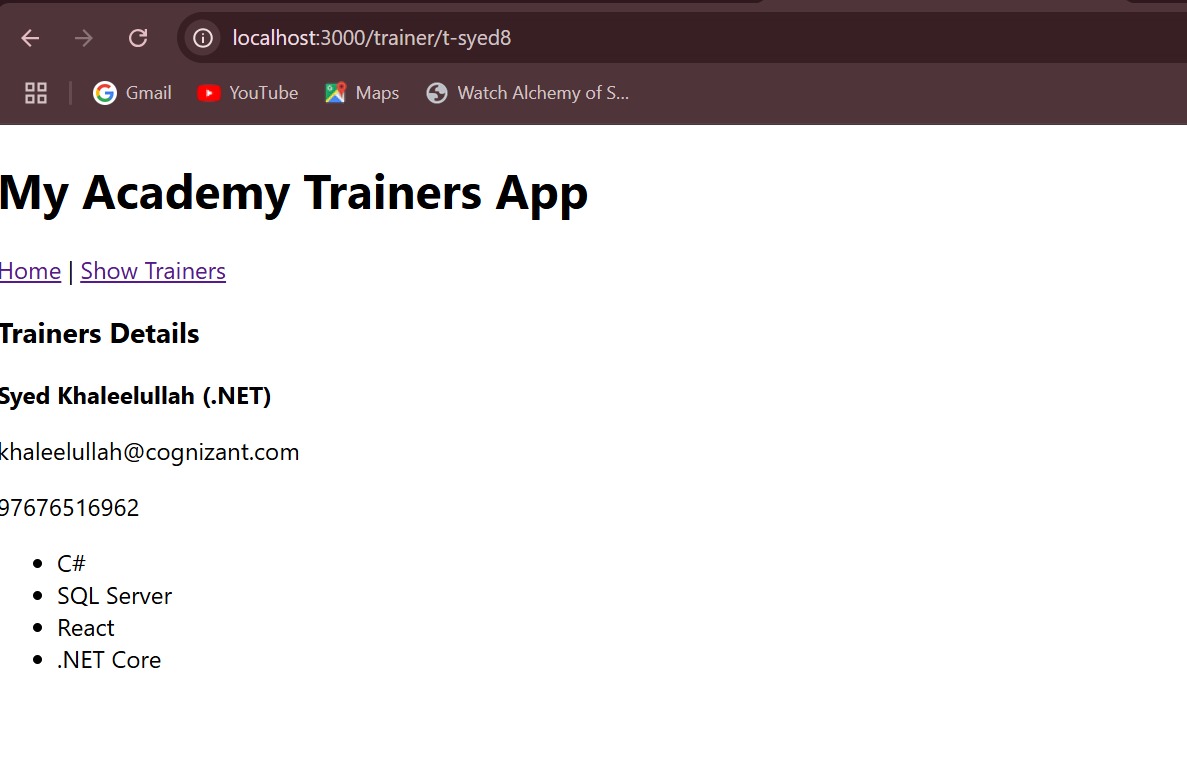 localhost:3000/trainer/t-syed8
Gmail YouTube Maps Watch Alchemy of S...
My Academy Trainers App
Home | Show Trainers
Trainers Details
Syed Khaleelullah (.NET)
khaleelullah@cognizant.com
97676516962
C#
SQL Server
React
.NET Core